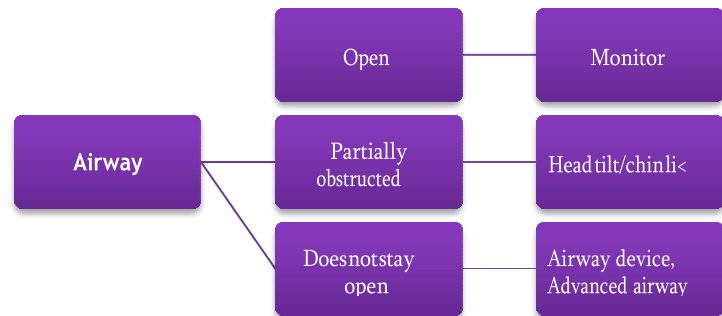 Open
Monitor
Airway
Partially
obstructed
Headtilt/chinli<
Doesnotstay
open
Airway device,
Advanced airway